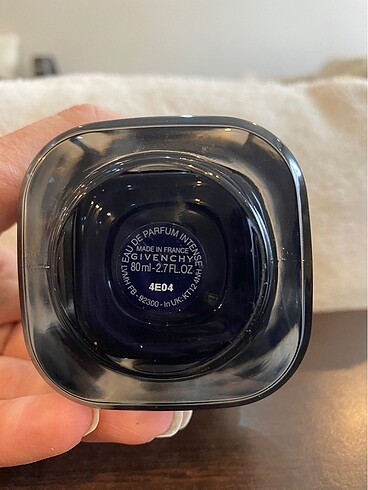 EAU DE PARFUM INTENSE
MADE IN FRANCE
GIVENCHY
80 ml - 2.7 FL.OZ
4E04
LVMH FB - 92300 - In UK: KT12 4NH